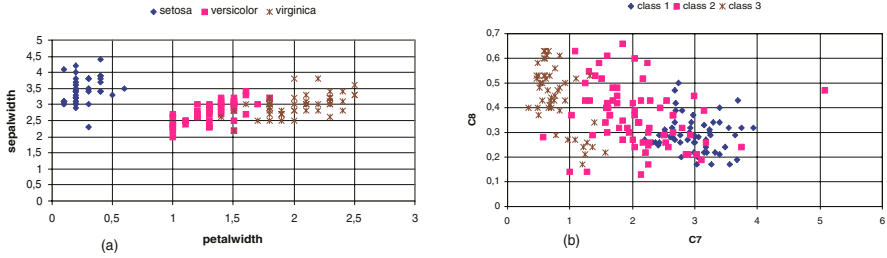 setosa versicolor virginica
sepalwidth
5
4,5
4
3,5
3
2,5
2
1,5
1
0,5
0
0 0,5 1 1,5 2 2,5 3
petalwidth
(a)
class 1 class 2 class 3
C8
0,7
0,6
0,5
0,4
0,3
0,2
0,1
0
0 1 2 3 4 5 6
C7
(b)